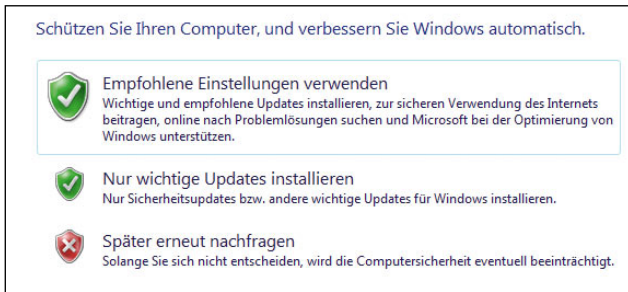 Schützen Sie Ihren Computer, und verbessern Sie Windows automatisch.
Empfohlene Einstellungen verwenden
Wichtige und empfohlene Updates installieren, zur sicheren Verwendung des Internets
beitragen, online nach Problemlösungen suchen und Microsoft bei der Optimierung von
Windows unterstützen.
Nur wichtige Updates installieren
Nur Sicherheitsupdates bzw. andere wichtige Updates für Windows installieren.
Später erneut nachfragen
Solange Sie sich nicht entscheiden, wird die Computersicherheit eventuell beeinträchtigt.